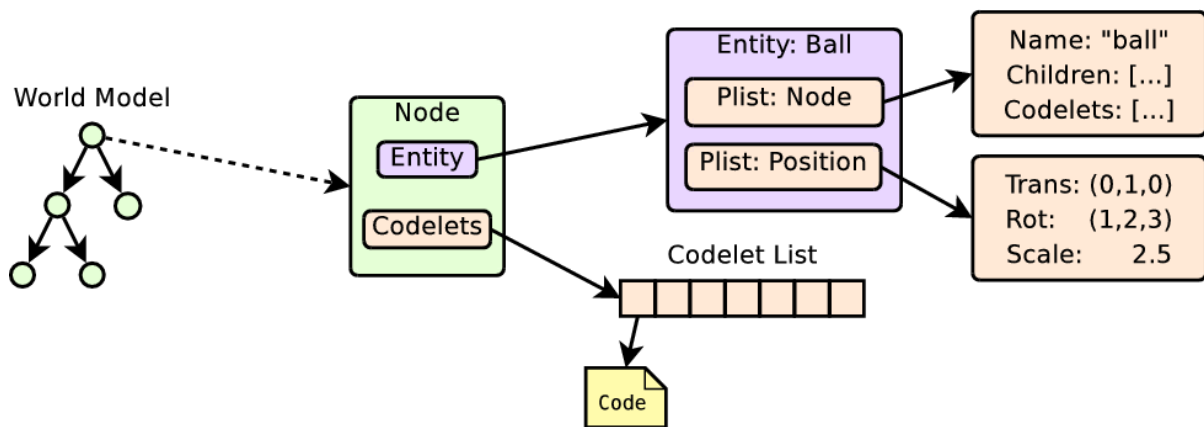 World Model
Node
Entity
Codelets
Entity: Ball
Plist: Node
Plist: Position
Name: "ball"
Children: [...]
Codelets: [...]
Trans: (0,1,0)
Rot: (1,2,3)
Scale: 2.5
Codelet List
Code